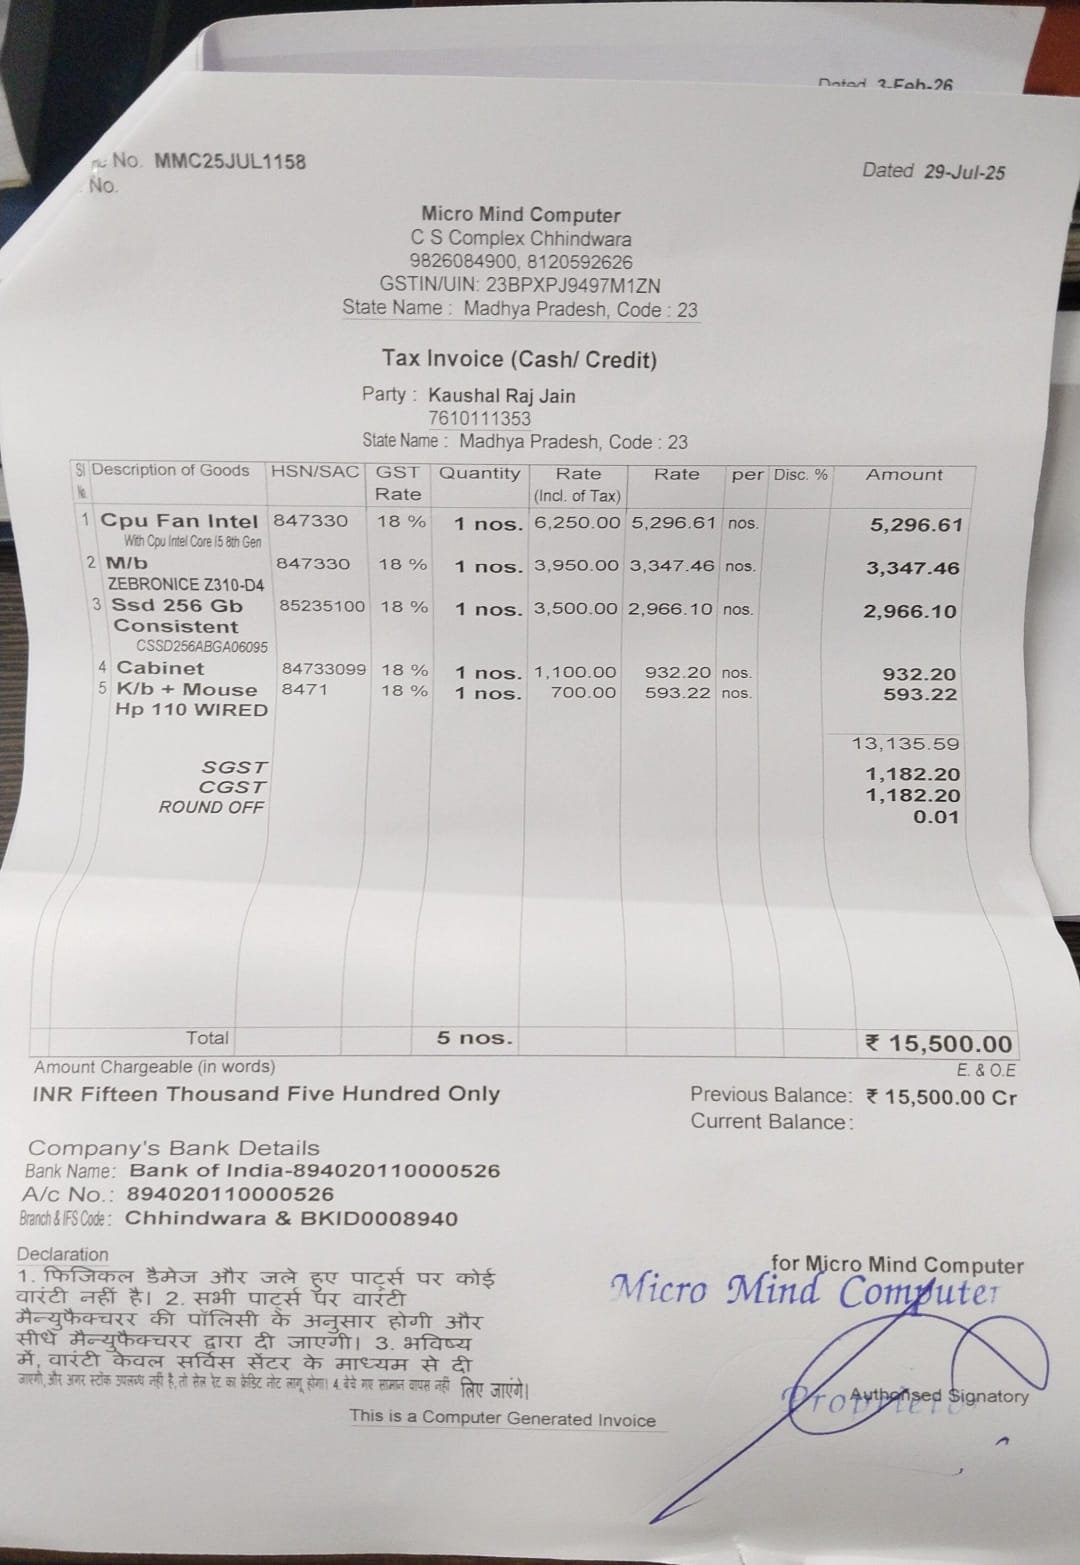 Dated 3-Feb-26
No. MMC25JUL1158
Dated 29-Jul-25
No.
Micro Mind Computer
C S Complex Chhindwara
9826084900, 8120592626
GSTIN/UIN: 23BPXPJ9497M1ZN
State Name : Madhya Pradesh, Code : 23
Tax Invoice (Cash/ Credit)
Party : Kaushal Raj Jain
7610111353
State Name : Madhya Pradesh, Code : 23
Sl Description of Goods HSN/SAC GST Quantity Rate Rate per Disc. % Amount
No. Rate (Incl. of Tax)
1 Cpu Fan Intel 847330 18 % 1 nos. 6,250.00 5,296.61 nos. 5,296.61
With Cpu Intel Core I5 8th Gen
2 M/b 847330 18 % 1 nos. 3,950.00 3,347.46 nos. 3,347.46
ZEBRONICE Z310-D4
3 Ssd 256 Gb 85235100 18 % 1 nos. 3,500.00 2,966.10 nos. 2,966.10
Consistent
CSSD256ABGA06095
4 Cabinet 84733099 18 % 1 nos. 1,100.00 932.20 nos. 932.20
5 K/b + Mouse 8471 18 % 1 nos. 700.00 593.22 nos. 593.22
Hp 110 WIRED
13,135.59
SGST 1,182.20
CGST 1,182.20
ROUND OFF 0.01
Total 5 nos. ₹ 15,500.00
Amount Chargeable (in words) E. & O.E
INR Fifteen Thousand Five Hundred Only
Previous Balance: ₹ 15,500.00 Cr
Current Balance :
Company's Bank Details
Bank Name: Bank of India-894020110000526
A/c No.: 894020110000526
Branch & IFS Code : Chhindwara & BKID0008940
Declaration
1. फिजिकल डैमेज और जले हुए पार्ट्स पर कोई
वारंटी नहीं है। 2. सभी पार्ट्स पर वारंटी
मैन्युफैक्चरर की पॉलिसी के अनुसार होगी और
सीधे मैन्युफैक्चरर द्वारा दी जाएगी। 3. भविष्य
में, वारंटी केवल सर्विस सेंटर के माध्यम से दी
जाएगी, और अगर स्टॉक उपलब्ध नहीं है, तो सेल रेट का क्रेडिट नोट लागू होगा। 4. बेचे गए सामान वापस नहीं लिए जाएंगे।
for Micro Mind Computer
Micro Mind Computer
Authorised Signatory
This is a Computer Generated Invoice